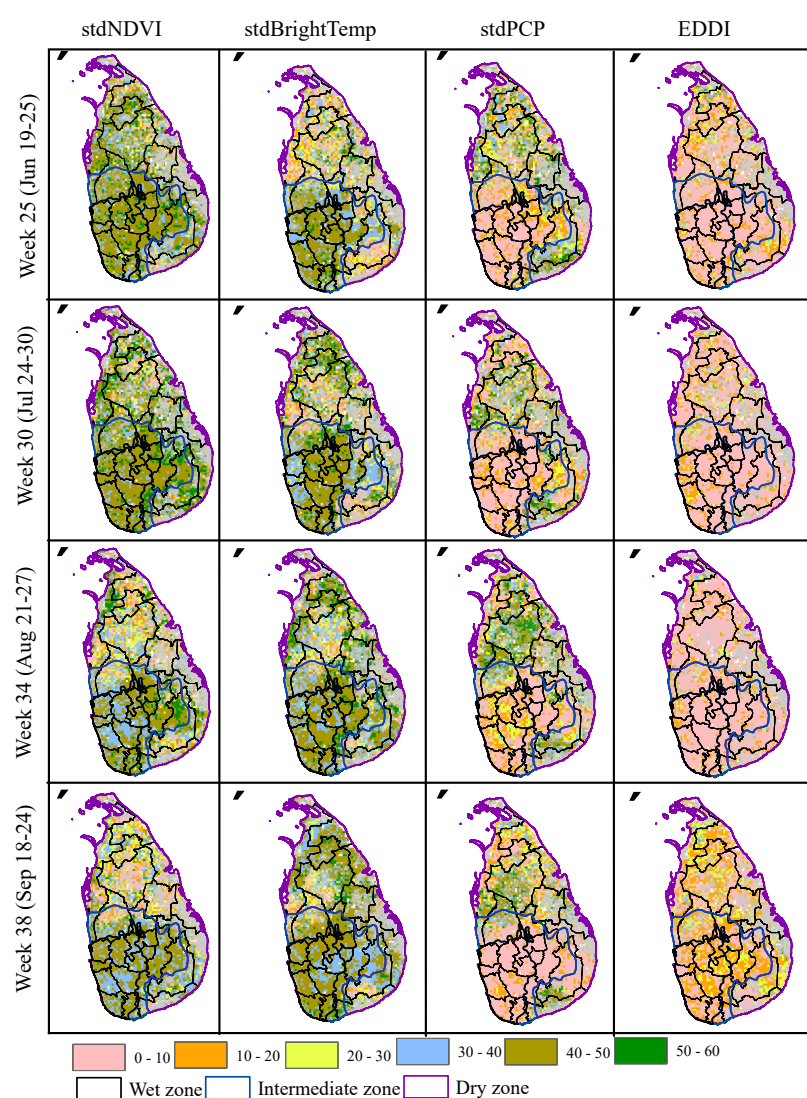 stdNDVI stdBrightTemp stdPCP EDDI
Week 25 (Jun 19-25)
Week 30 (Jul 24-30)
Week 34 (Aug 21-27)
Week 38 (Sep 18-24)
0 - 10 10 - 20 20 - 30 30 - 40 40 - 50 50 - 60
Wet zone Intermediate zone Dry zone